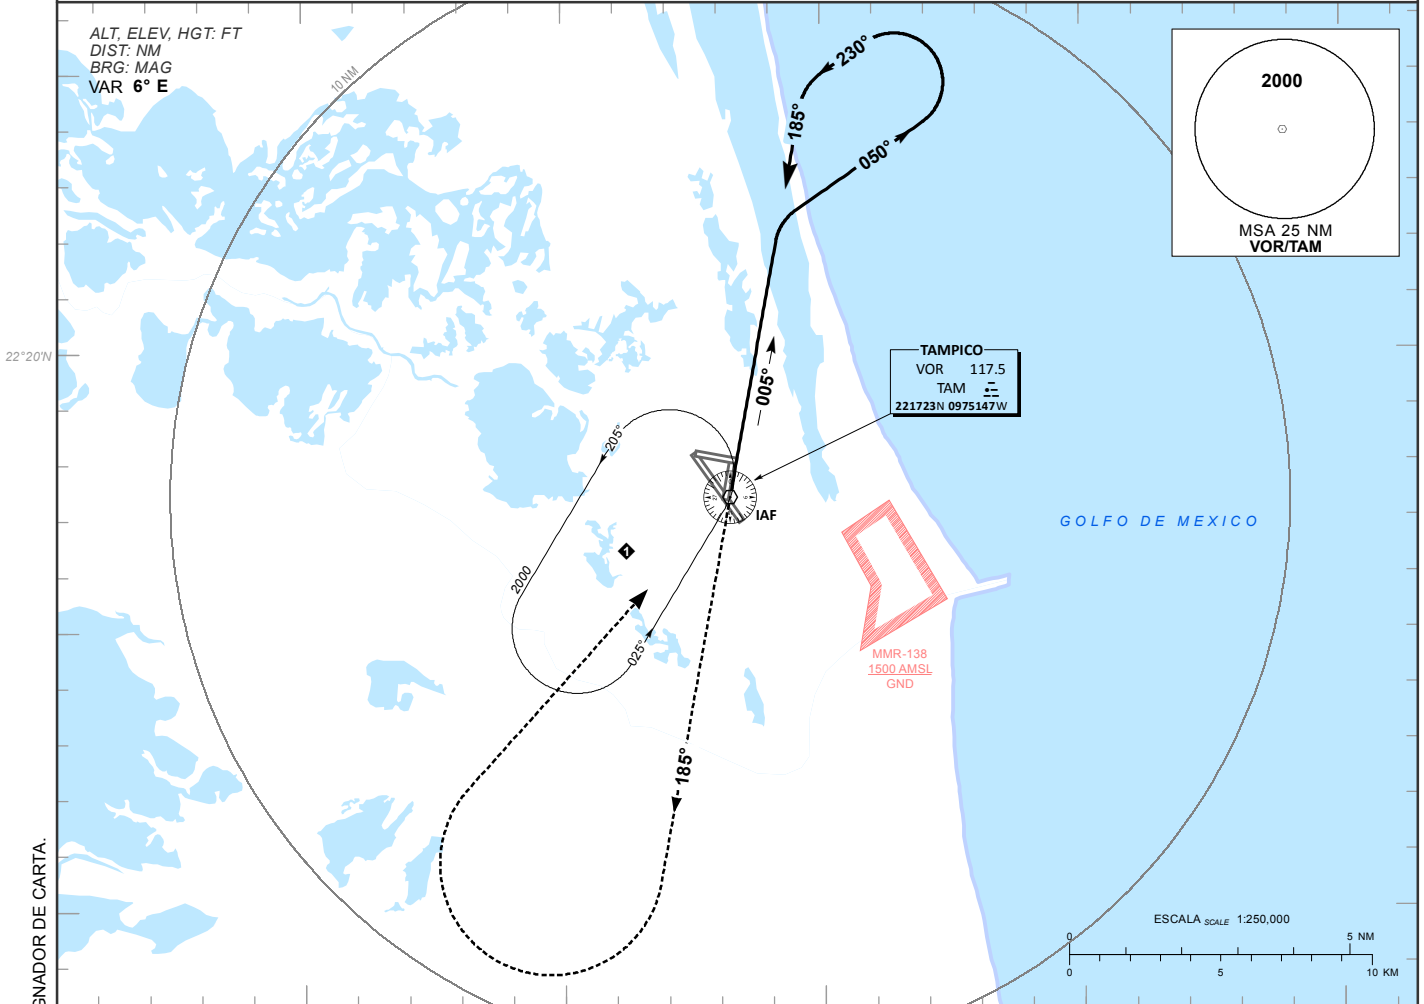 ALT, ELEV, HGT: FT
DIST: NM
BRG: MAG
VAR 6° E
10 NM
230°
185°
050°
2000
MSA 25 NM
VOR/TAM
22°20'N
TAMPICO
VOR 117.5
TAM
221723N 0975147W
005°
205°
IAF
GOLFO DE MEXICO
1
2000
025°
MMR-138
1500 AMSL
GND
185°
GNADOR DE CARTA.
ESCALA SCALE 1:250,000
0 5 NM
0 5 10 KM